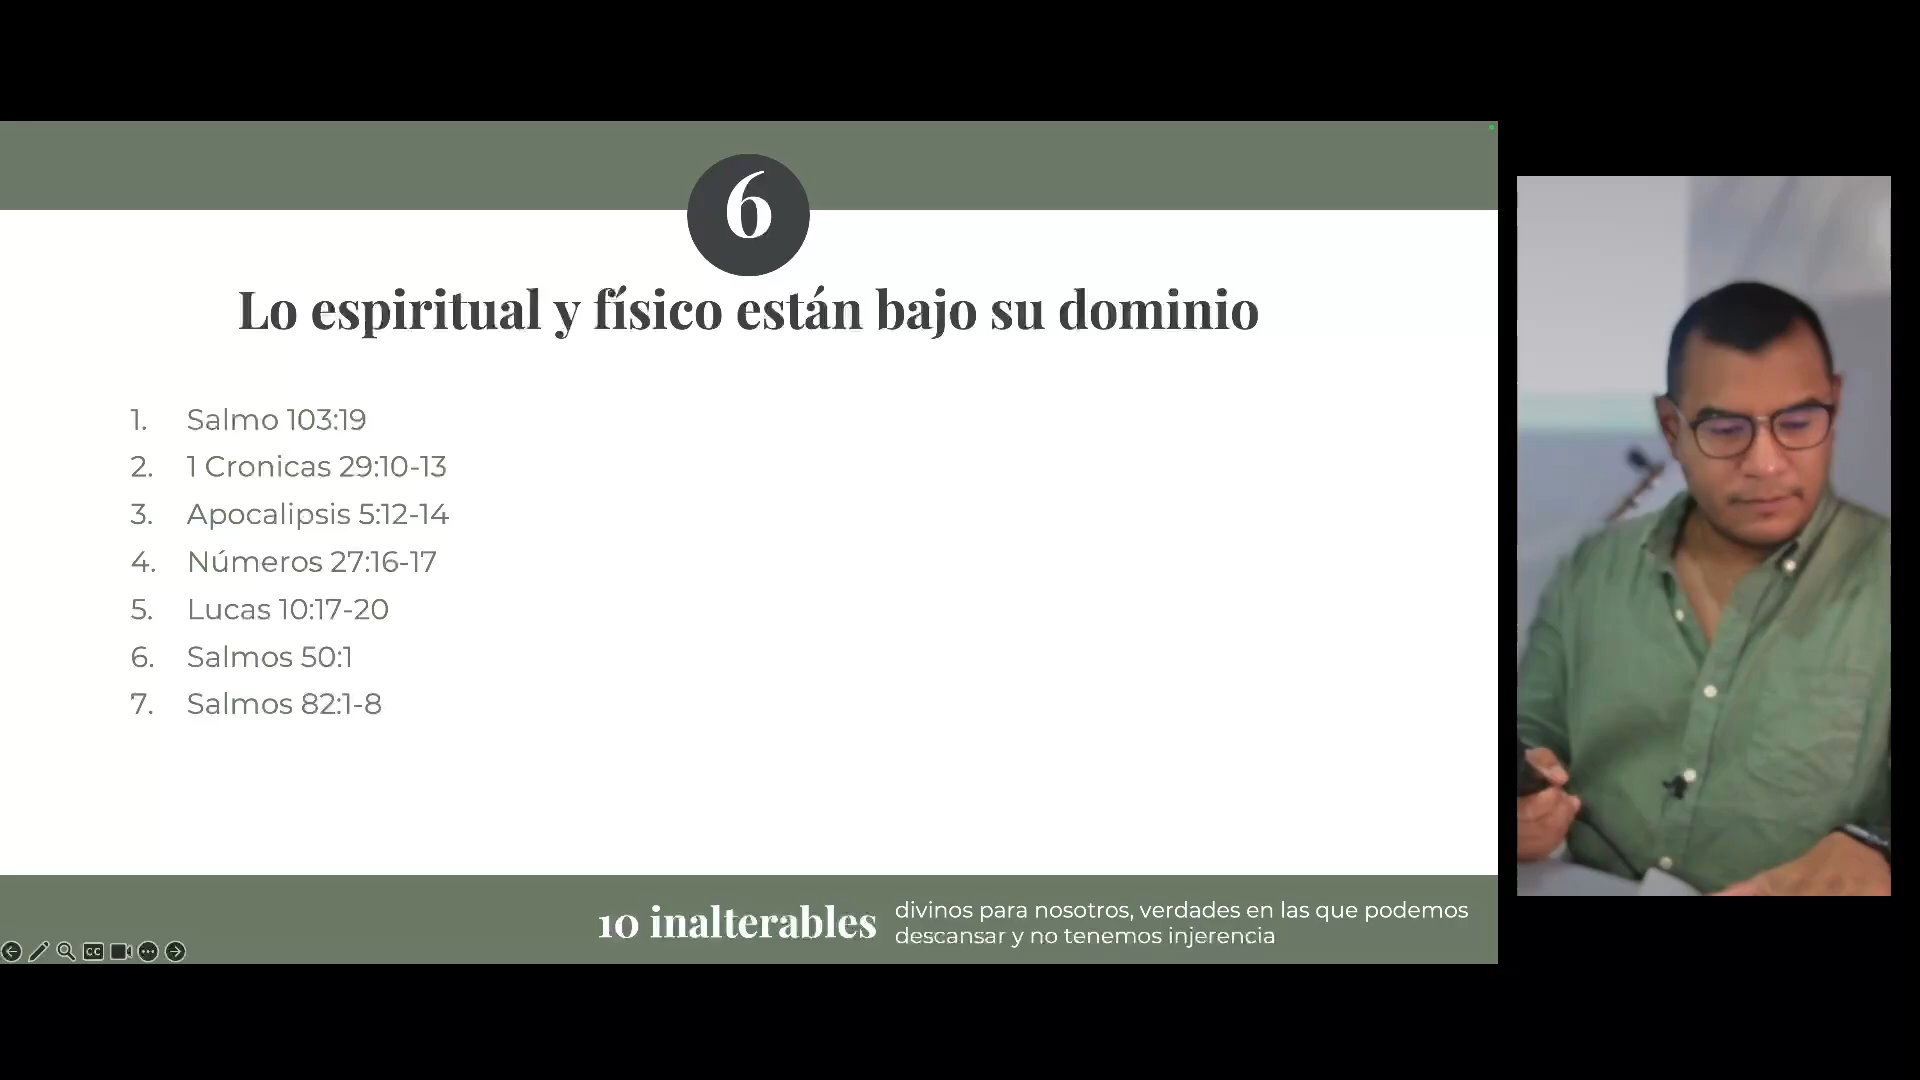 6
Lo espiritual y físico están bajo su dominio
1. Salmo 103:19
2. 1 Cronicas 29:10-13
3. Apocalipsis 5:12-14
4. Números 27:16-17
5. Lucas 10:17-20
6. Salmos 50:1
7. Salmos 82:1-8
10 inalterables
divinos para nosotros, verdades en las que podemos
descansar y no tenemos injerencia
CC